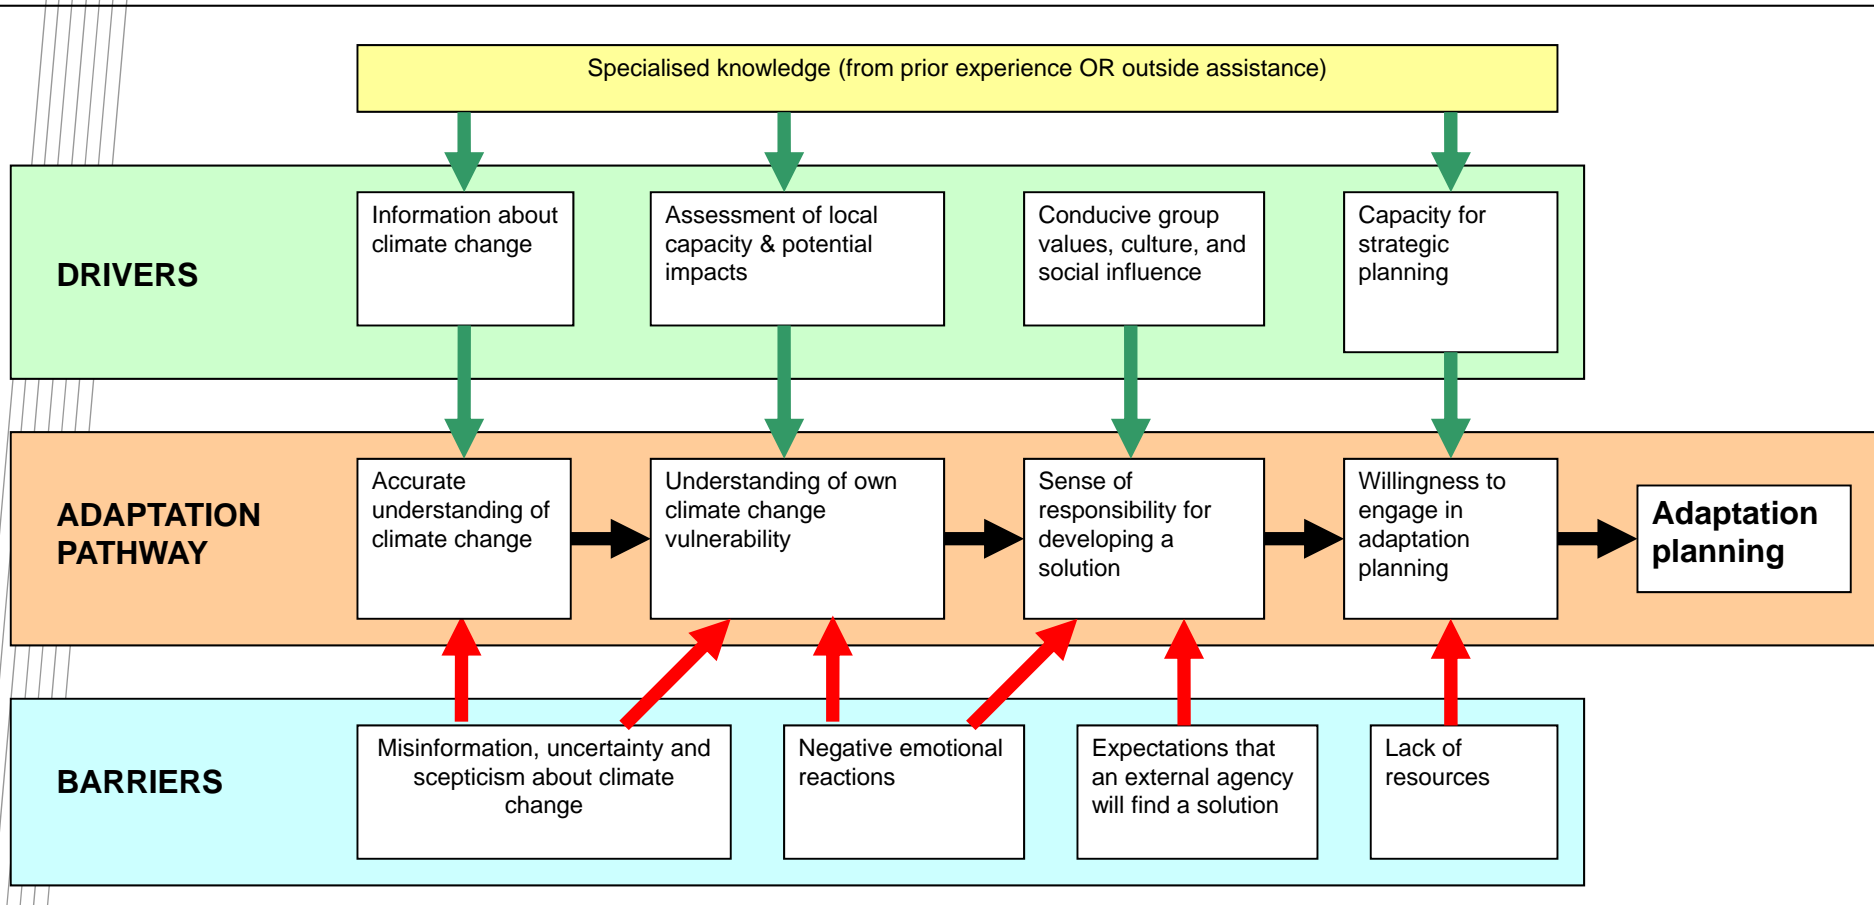 Specialised knowledge (from prior experience OR outside assistance)
DRIVERS
Information about
climate change
Assessment of local
capacity & potential
impacts
Conducive group
values, culture, and
social influence
Capacity for
strategic
planning
ADAPTATION
PATHWAY
Accurate
understanding of
climate change
Understanding of own
climate change
vulnerability
Sense of
responsibility for
developing a
solution
Willingness to
engage in
adaptation
planning
Adaptation
planning
BARRIERS
Misinformation, uncertainty and
scepticism about climate
change
Negative emotional
reactions
Expectations that
an external agency
will find a solution
Lack of
resources